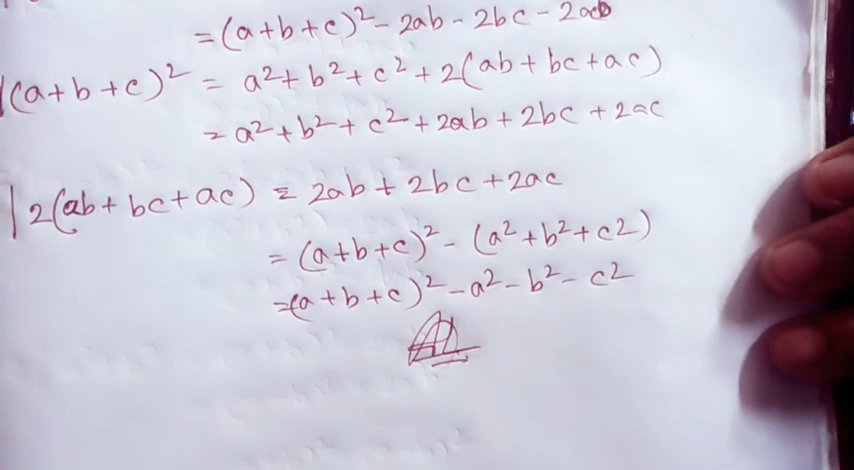 =(a+b+c)²-2ab-2bc-2ac
(a+b+c)² = a²+b²+c²+2(ab+bc+ac)
=a²+b²+c²+2ab+2bc+2ac
2(ab+bc+ac) = 2ab+2bc+2ac
=(a+b+c)²-(a²+b²+c2)
=(a+b+c)²-a²-b²-c2